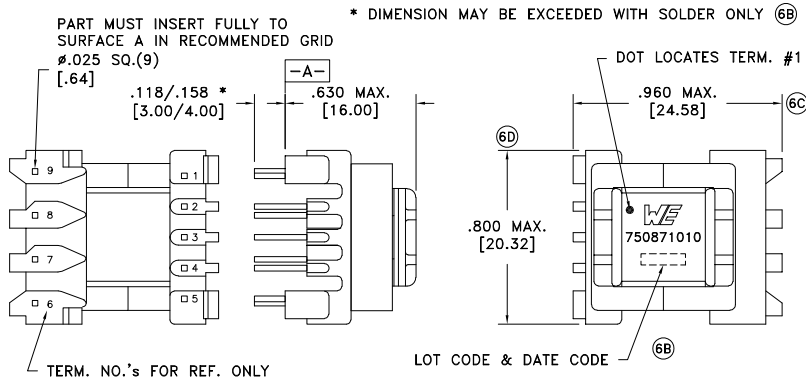 * DIMENSION MAY BE EXCEEDED WITH SOLDER ONLY 6B
PART MUST INSERT FULLY TO
SURFACE A IN RECOMMENDED GRID
ø.025 SQ.(9)
[.64]
-A-
DOT LOCATES TERM. #1
.118/.158 *
[3.00/4.00]
.630 MAX.
[16.00]
.960 MAX.
[24.58]
6C
6D
9
8
7
6
1
2
3
4
5
.800 MAX.
[20.32]
WE
750871010
LOT CODE & DATE CODE
6B
TERM. NO.'s FOR REF. ONLY